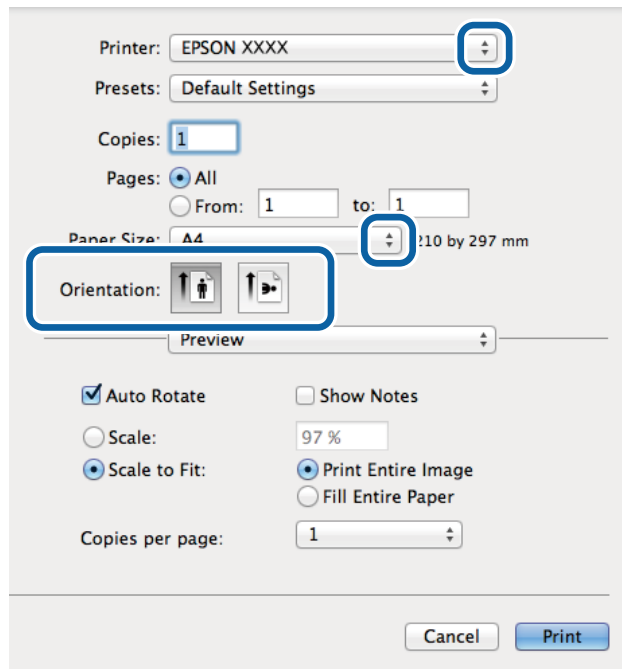 Printer: EPSON XXXX
Presets: Default Settings
Copies: 1
Pages: All
From: 1 to: 1
Paper Size: A4 210 by 297 mm
Orientation:
Preview
Auto Rotate Show Notes
Scale: 97 %
Scale to Fit: Print Entire Image
Fill Entire Paper
Copies per page: 1
Cancel Print